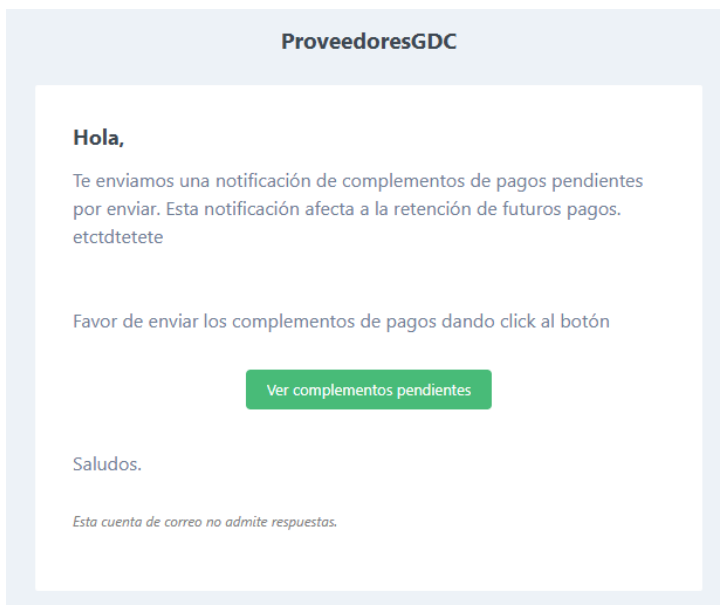 ProveedoresGDC
Hola,
Te enviamos una notificación de complementos de pagos pendientes
por enviar. Esta notificación afecta a la retención de futuros pagos.
etctdtetete
Favor de enviar los complementos de pagos dando click al botón
Ver complementos pendientes
Saludos.
Esta cuenta de correo no admite respuestas.